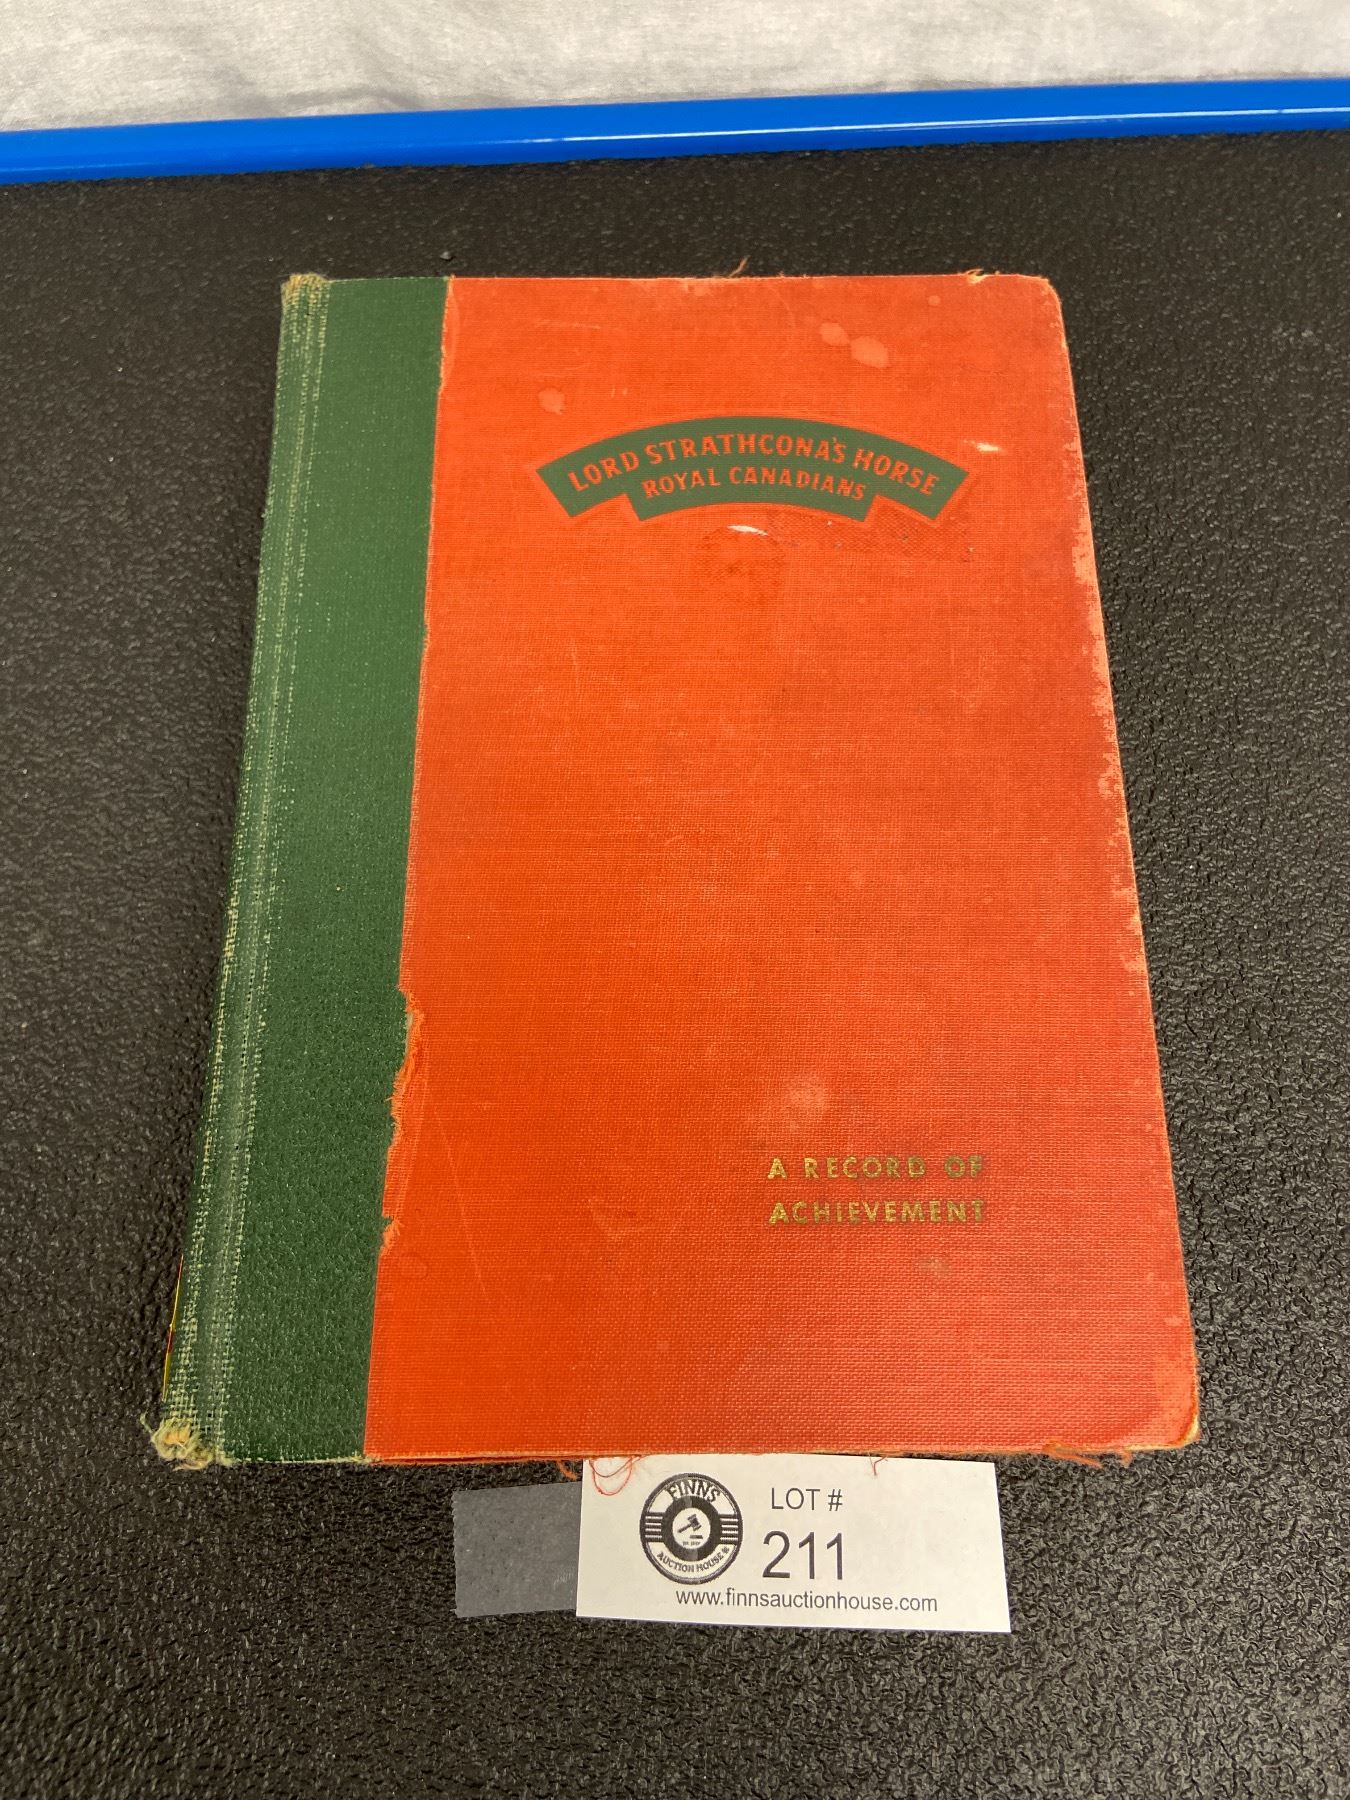 LORD STRATHCONA'S HORSE
ROYAL CANADIANS
A RECORD OF
ACHIEVEMENT
FINNS
AUCTION HOUSE
LOT #
211
www.finnsauctionhouse.com